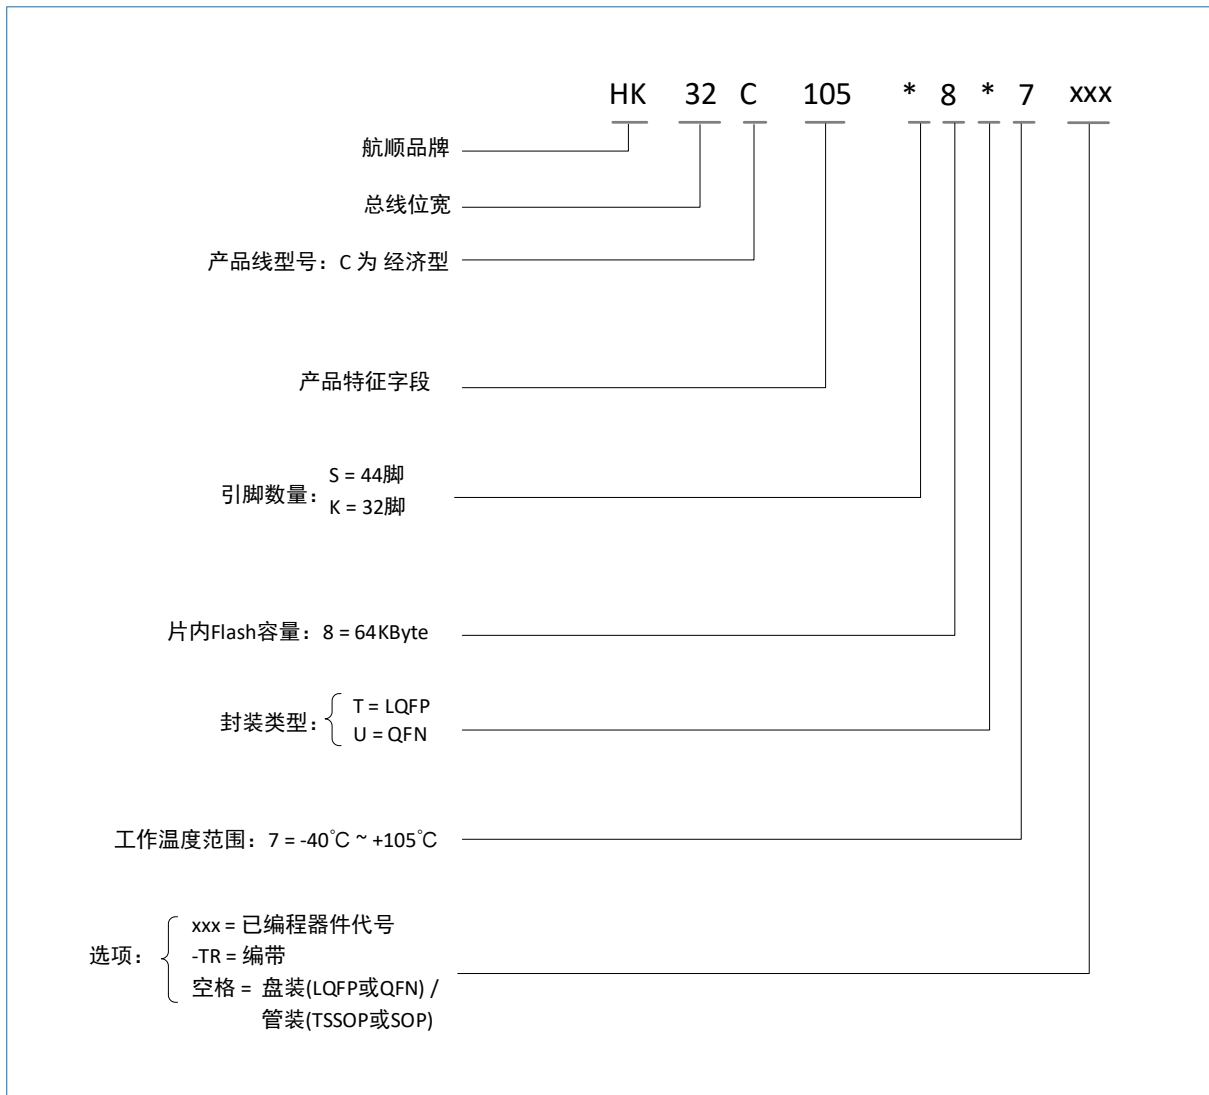 HK 32 C 105 * 8 * 7 xxx
航顺品牌
总线位宽
产品线型号：C 为 经济型
产品特征字段
引脚数量：
S = 44脚
K = 32脚
片内Flash容量：8 = 64KByte
封装类型：
T = LQFP
U = QFN
工作温度范围：7 = -40℃ ~ +105℃
选项：
xxx = 已编程器件代号
-TR = 编带
空格 = 盘装(LQFP或QFN) /
管装(TSSOP或SOP)